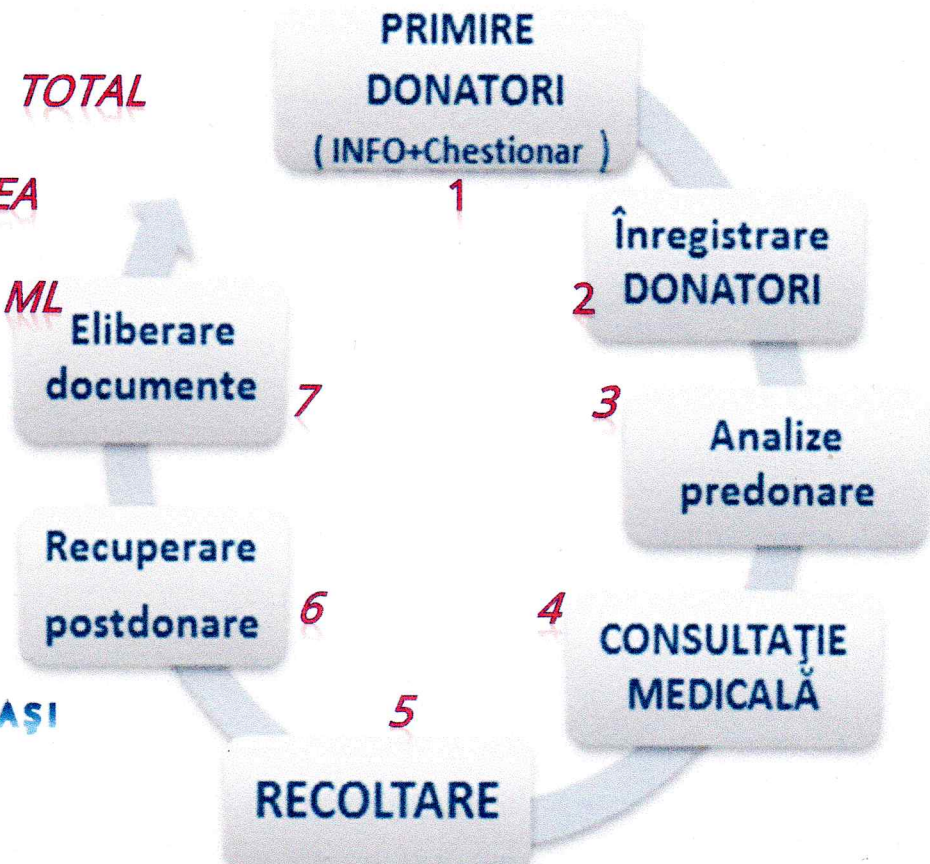 PRIMIRE
DONATORI
( INFO+Chestionar )
1
TOTAL
EA
ML
Înregistrare
DONATORI
2
3
Analize
predonare
4
CONSULTAŢIE
MEDICALĂ
5
RECOLTARE
6
Recuperare
postdonare
7
Eliberare
documente
AȘI